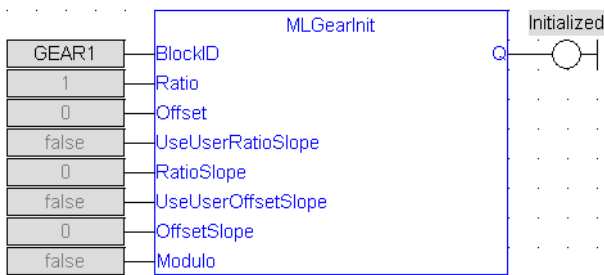 MLGearInit
Initialized
GEAR1 BlockID Q
1 Ratio
0 Offset
false UseUserRatioSlope
0 RatioSlope
false UseUserOffsetSlope
0 OffsetSlope
false Modulo